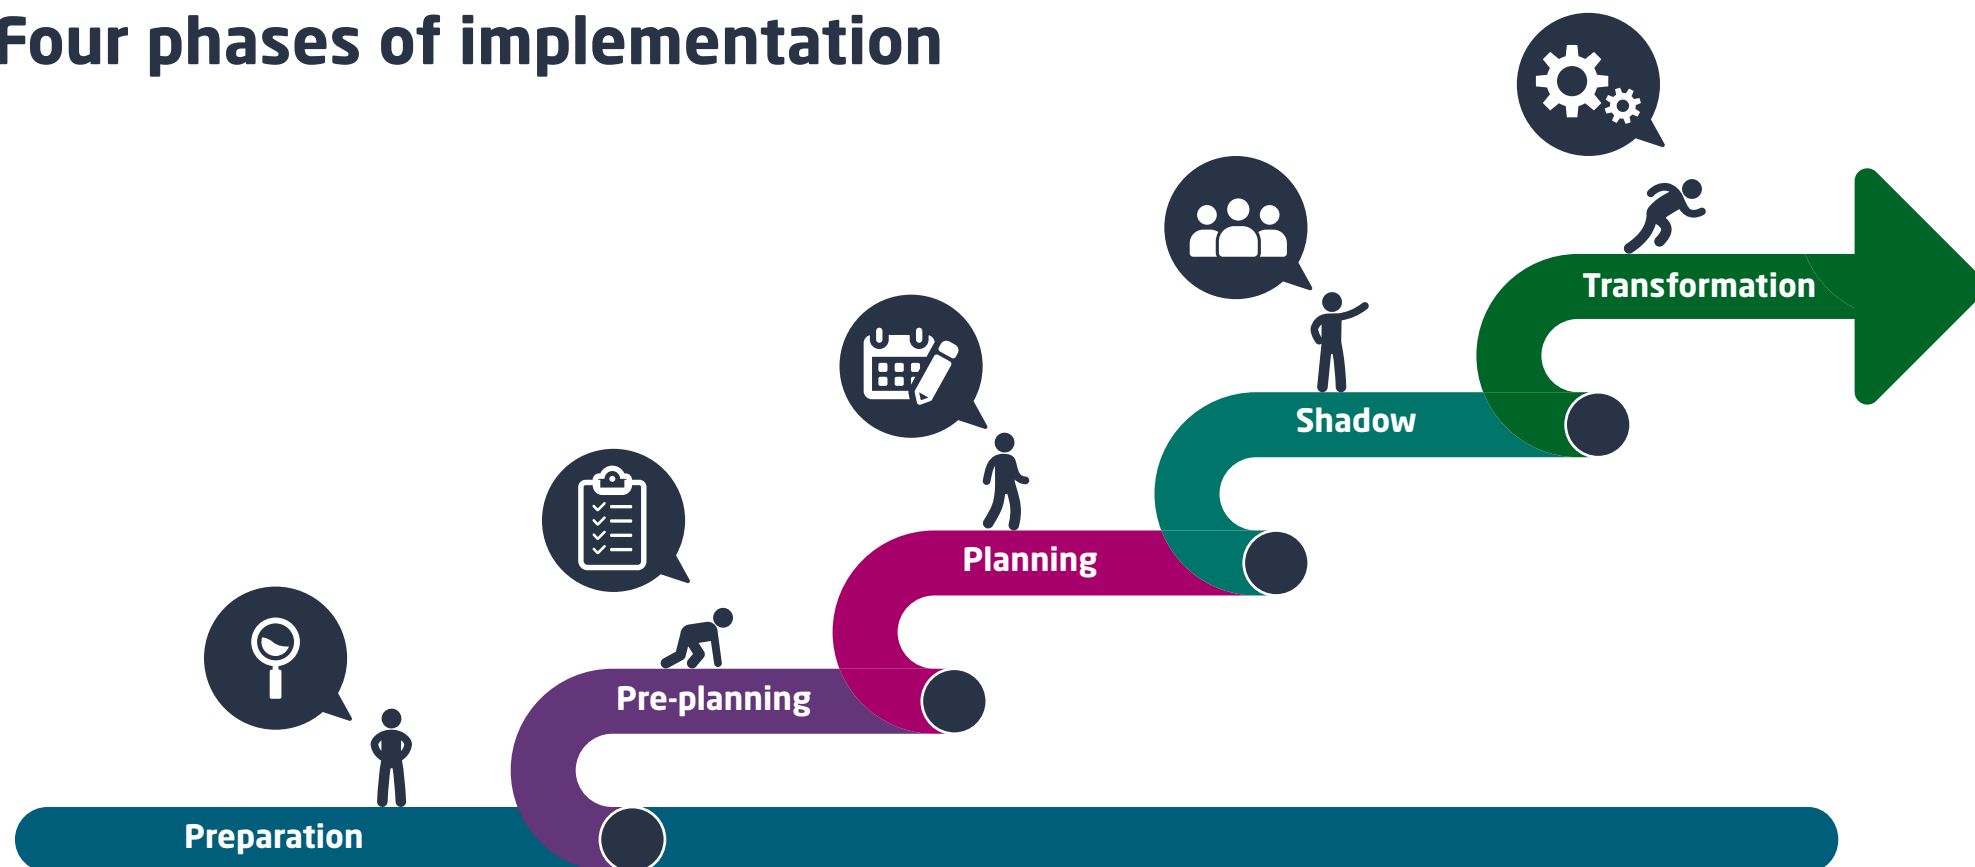 Four phases of implementation
Transformation
Shadow
Planning
Pre-planning
Preparation